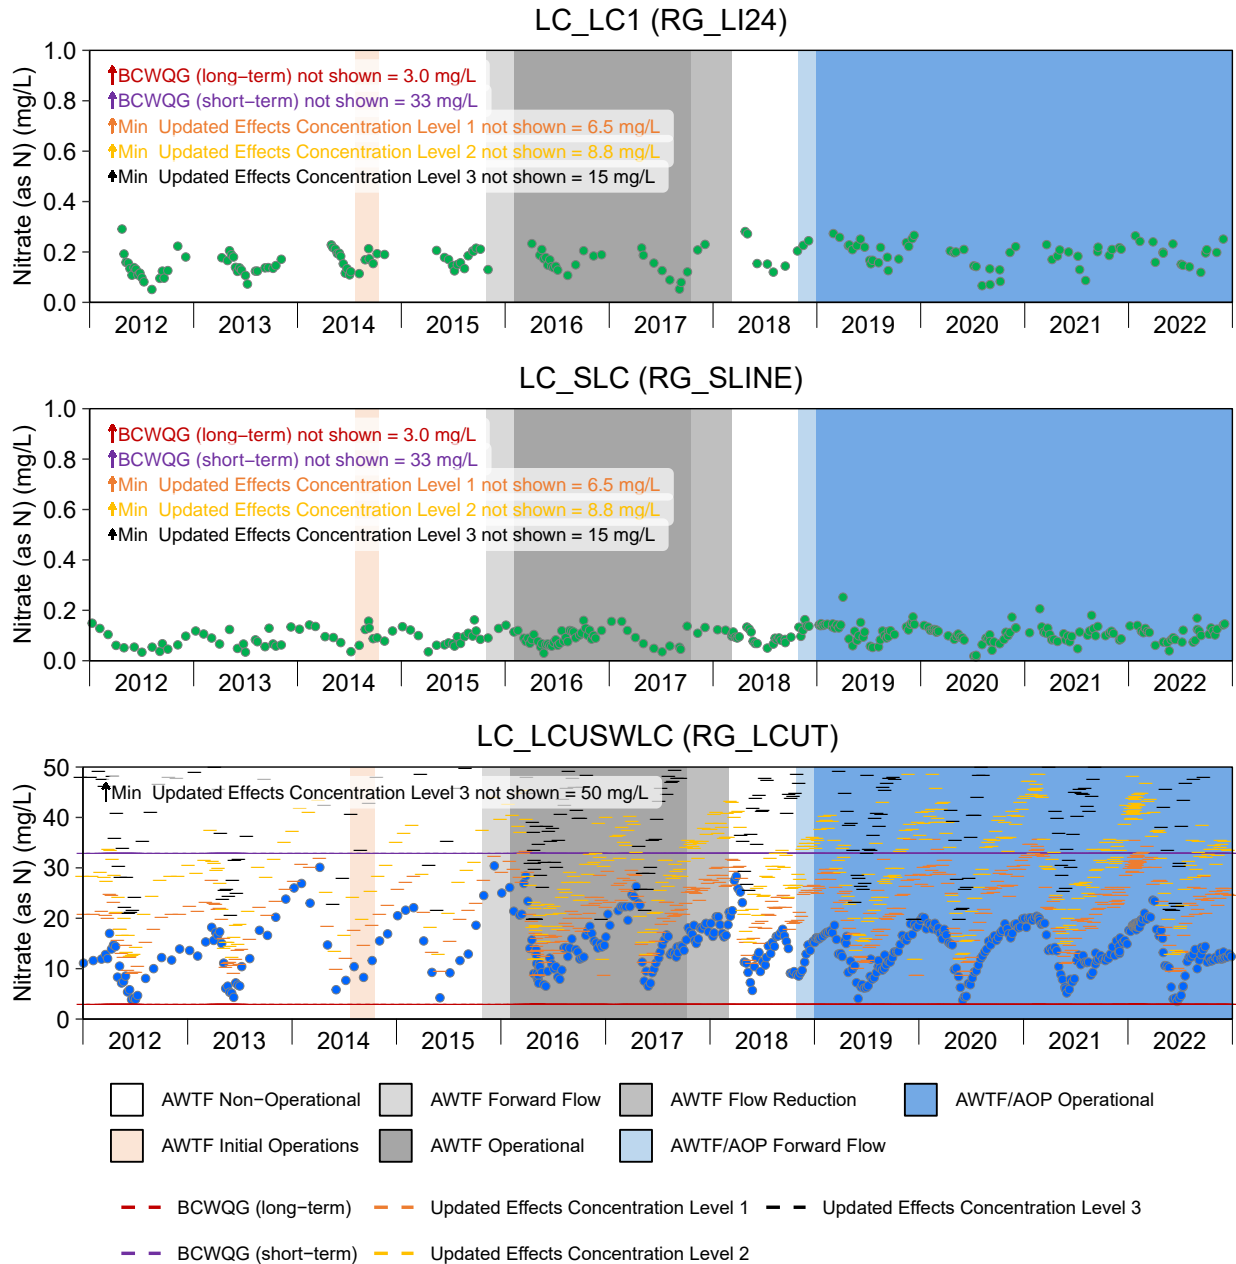 LC_LC1 (RG_LI24)
Nitrate (as N) (mg/L)
1.0
0.8
0.6
0.4
0.2
0.0
BCWQG (long−term) not shown = 3.0 mg/L
BCWQG (short−term) not shown = 33 mg/L
Min Updated Effects Concentration Level 1 not shown = 6.5 mg/L
Min Updated Effects Concentration Level 2 not shown = 8.8 mg/L
Min Updated Effects Concentration Level 3 not shown = 15 mg/L
2012 2013 2014 2015 2016 2017 2018 2019 2020 2021 2022
LC_SLC (RG_SLINE)
Nitrate (as N) (mg/L)
1.0
0.8
0.6
0.4
0.2
0.0
BCWQG (long−term) not shown = 3.0 mg/L
BCWQG (short−term) not shown = 33 mg/L
Min Updated Effects Concentration Level 1 not shown = 6.5 mg/L
Min Updated Effects Concentration Level 2 not shown = 8.8 mg/L
Min Updated Effects Concentration Level 3 not shown = 15 mg/L
2012 2013 2014 2015 2016 2017 2018 2019 2020 2021 2022
LC_LCUSWLC (RG_LCUT)
Nitrate (as N) (mg/L)
50
40
30
20
10
0
Min Updated Effects Concentration Level 3 not shown = 50 mg/L
2012 2013 2014 2015 2016 2017 2018 2019 2020 2021 2022
AWTF Non−Operational AWTF Forward Flow AWTF Flow Reduction AWTF/AOP Operational
AWTF Initial Operations AWTF Operational AWTF/AOP Forward Flow
BCWQG (long−term) Updated Effects Concentration Level 1 Updated Effects Concentration Level 3
BCWQG (short−term) Updated Effects Concentration Level 2